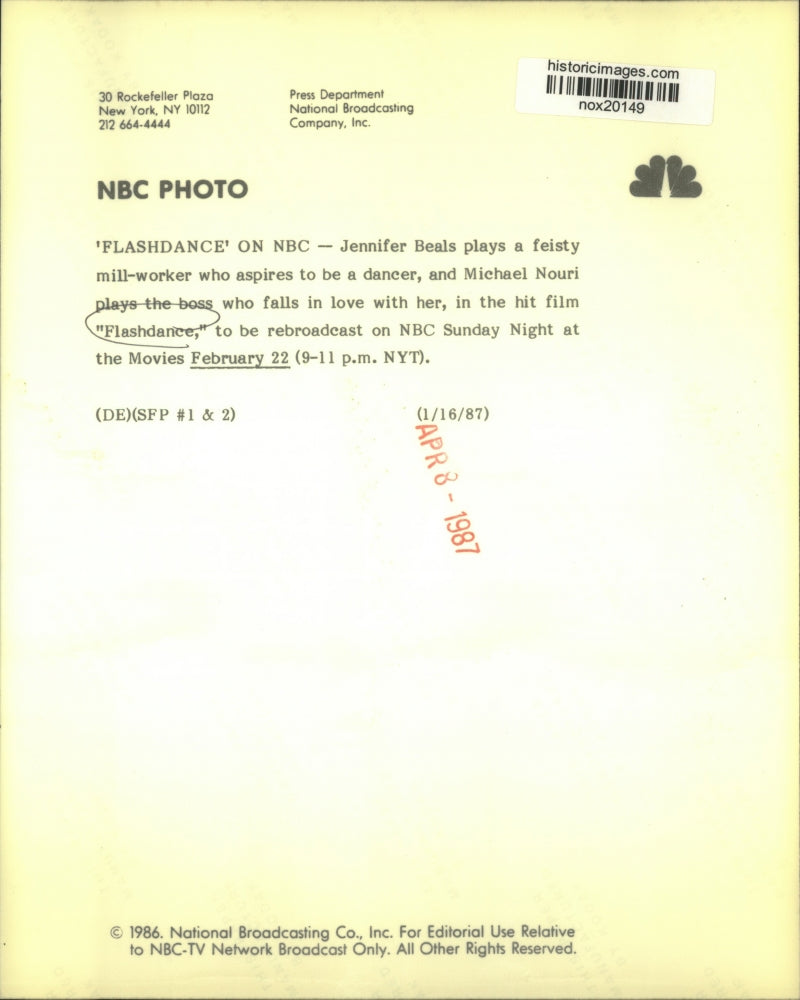 historicimages.com
nox20149
30 Rockefeller Plaza
New York, NY 10112
212 664-4444
Press Department
National Broadcasting
Company, Inc.
NBC PHOTO
'FLASHDANCE' ON NBC — Jennifer Beals plays a feisty
mill-worker who aspires to be a dancer, and Michael Nouri
plays the boss who falls in love with her, in the hit film
"Flashdance," to be rebroadcast on NBC Sunday Night at
the Movies February 22 (9-11 p.m. NYT).
(DE)(SFP #1 & 2) (1/16/87)
APR 8 - 1987
© 1986. National Broadcasting Co., Inc. For Editorial Use Relative
to NBC-TV Network Broadcast Only. All Other Rights Reserved.